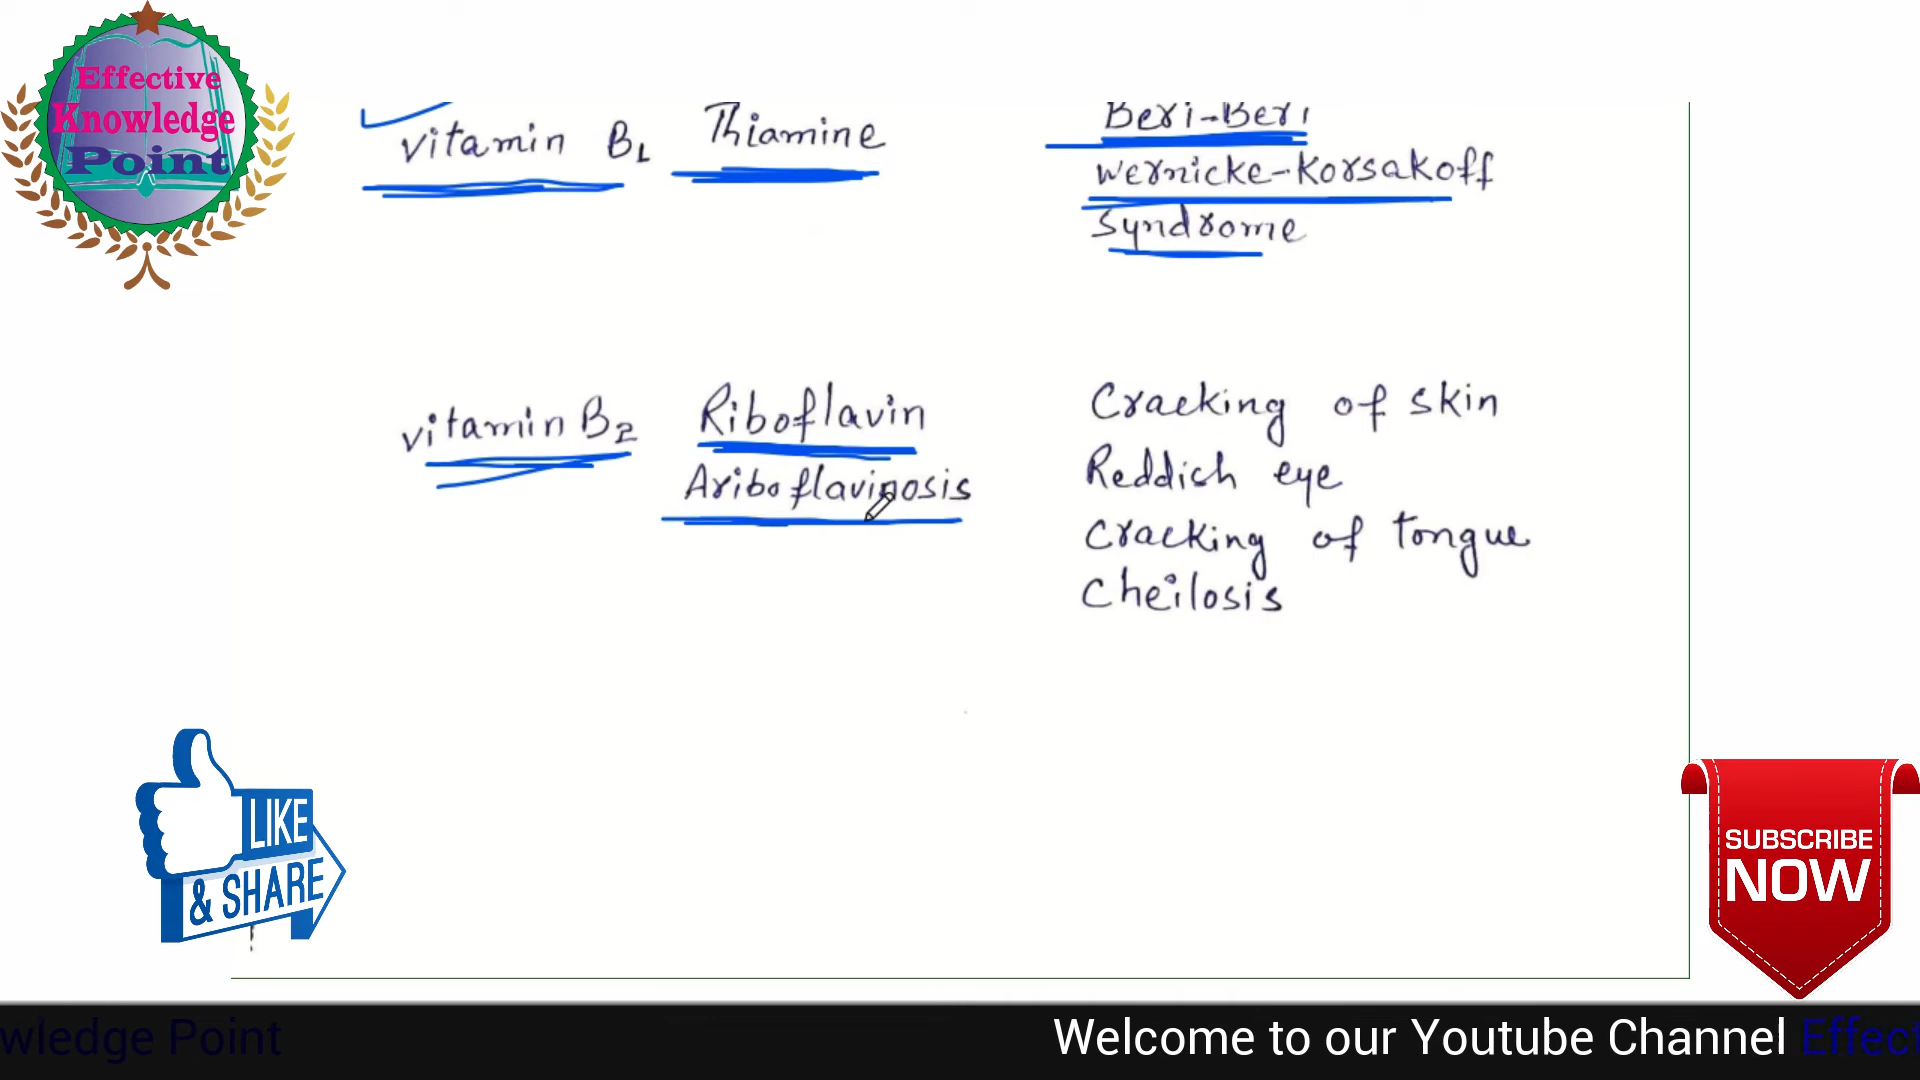 Effective
Knowledge
Point
Vitamin B1 Thiamine Beri-Beri
Wernicke-Korsakoff
Syndrome
Vitamin B2 Riboflavin Cracking of skin
Ariboflavinosis Reddish eye
Cracking of tongue
Cheilosis
LIKE
& SHARE
SUBSCRIBE
NOW
wledge Point Welcome to our Youtube Channel Effect